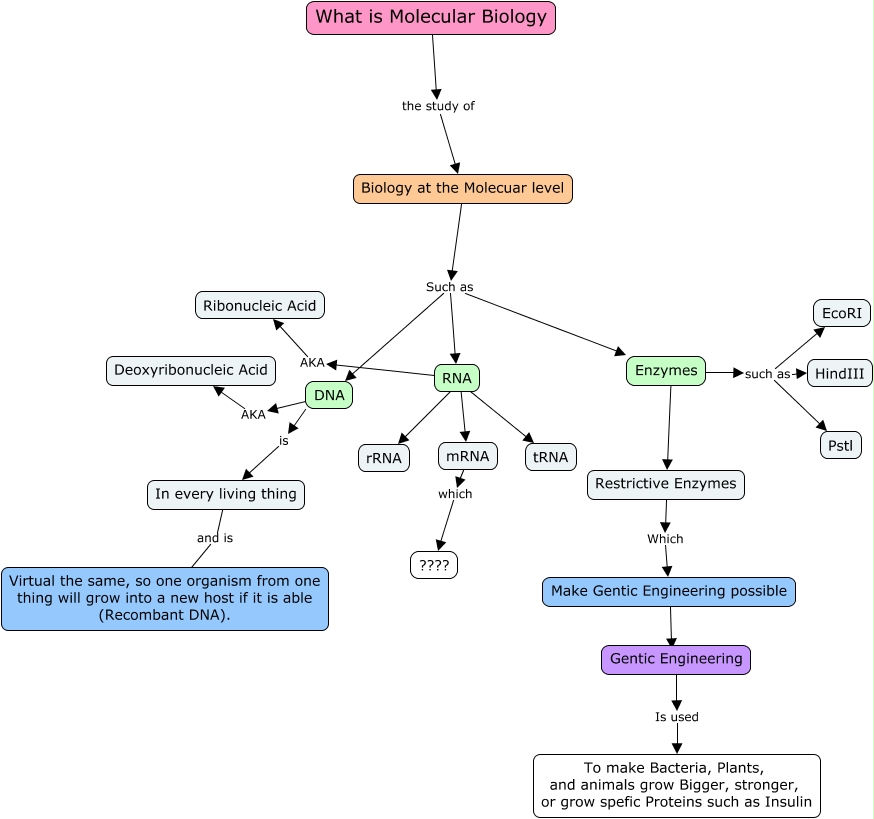 What is Molecular Biology
the study of
Biology at the Molecuar level
Such as
Ribonucleic Acid
EcoRI
AKA
Deoxyribonucleic Acid
RNA
Enzymes
such as
HindIII
DNA
AKA
is
rRNA
mRNA
tRNA
PstI
In every living thing
which
Restrictive Enzymes
and is
Which
????
Virtual the same, so one organism from one
thing will grow into a new host if it is able
(Recombant DNA).
Make Gentic Engineering possible
Gentic Engineering
Is used
To make Bacteria, Plants,
and animals grow Bigger, stronger,
or grow spefic Proteins such as Insulin